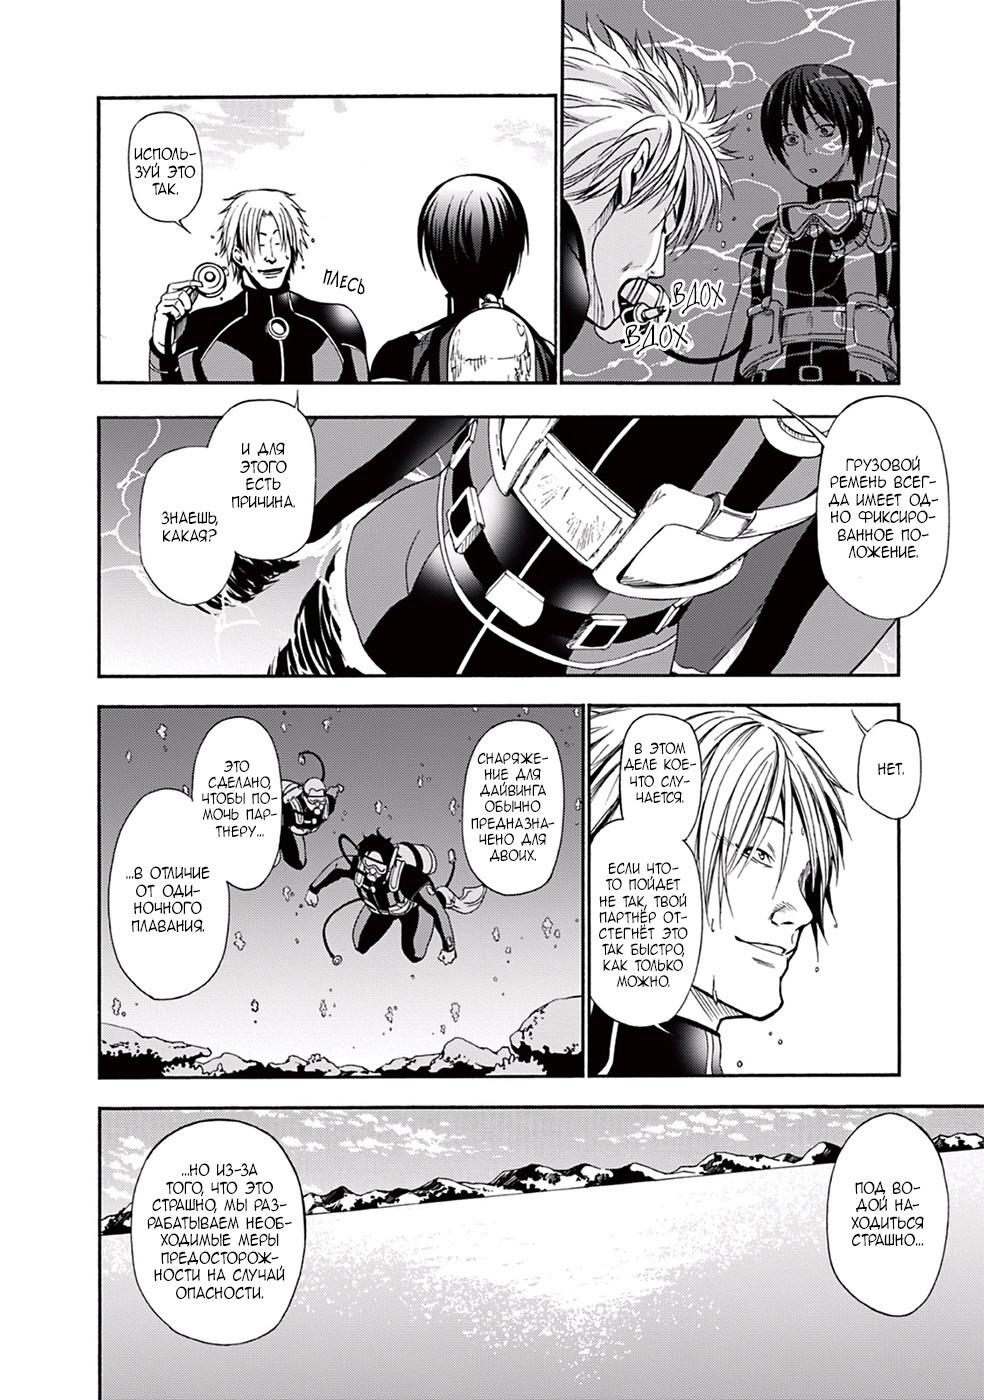 ВДОХ
ВДОХ
ИСПОЛЬ-
ЗУЙ ЭТО
ТАК.
ПЛЕСЬ
ГРУЗОВОЙ
РЕМЕНЬ ВСЕГ-
ДА ИМЕЕТ ОД-
НО ФИКСИРО-
ВАННОЕ ПО-
ЛОЖЕНИЕ.
И ДЛЯ
ЭТОГО
ЕСТЬ
ПРИЧИНА.
ЗНАЕШЬ,
КАКАЯ?
НЕТ.
В ЭТОМ
ДЕЛЕ КОЕ-
ЧТО СЛУ-
ЧАЕТСЯ.
ЕСЛИ ЧТО-
ТО ПОЙДЕТ
НЕ ТАК, ТВОЙ
ПАРТНЁР ОТ-
СТЕГНЁТ ЭТО
ТАК БЫСТРО,
КАК ТОЛЬКО
МОЖНО.
СНАРЯЖЕ-
НИЕ ДЛЯ
ДАЙВИНГА
ОБЫЧНО
ПРЕДНАЗНА-
ЧЕНО ДЛЯ
ДВОИХ.
ЭТО
СДЕЛАНО,
ЧТОБЫ ПО-
МОЧЬ ПАР-
ТНЕРУ...
...В ОТЛИЧИЕ
ОТ ОДИ-
НОЧНОГО
ПЛАВАНИЯ.
ПОД ВО-
ДОЙ НА-
ХОДИТЬСЯ
СТРАШНО...
...НО ИЗ-ЗА
ТОГО, ЧТО ЭТО
СТРАШНО, МЫ РАЗ-
РАБАТЫВАЕМ НЕОБ-
ХОДИМЫЕ МЕРЫ
ПРЕДОСТОРОЖ-
НОСТИ НА СЛУЧАЙ
ОПАСНОСТИ.